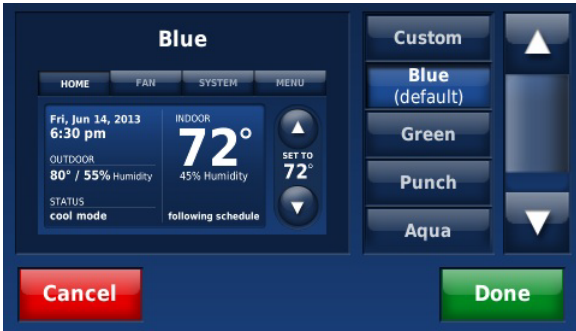 Blue
HOME FAN SYSTEM MENU
Fri, Jun 14, 2013
6:30 pm
OUTDOOR
80° / 55% Humidity
STATUS
cool mode
INDOOR
72°
45% Humidity
following schedule
SET TO
72°
Custom
Blue
(default)
Green
Punch
Aqua
Cancel
Done